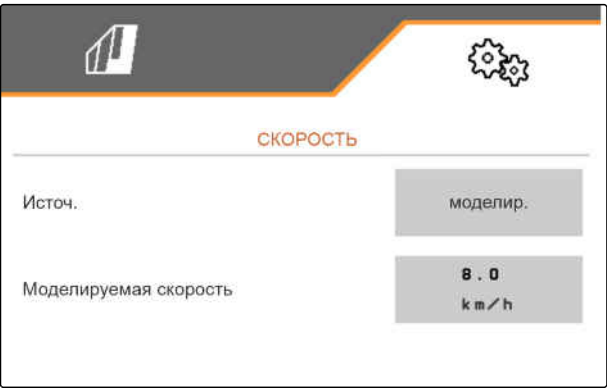 СКОРОСТЬ
Источ.
моделир.
Моделируемая скорость
8.0
km/h